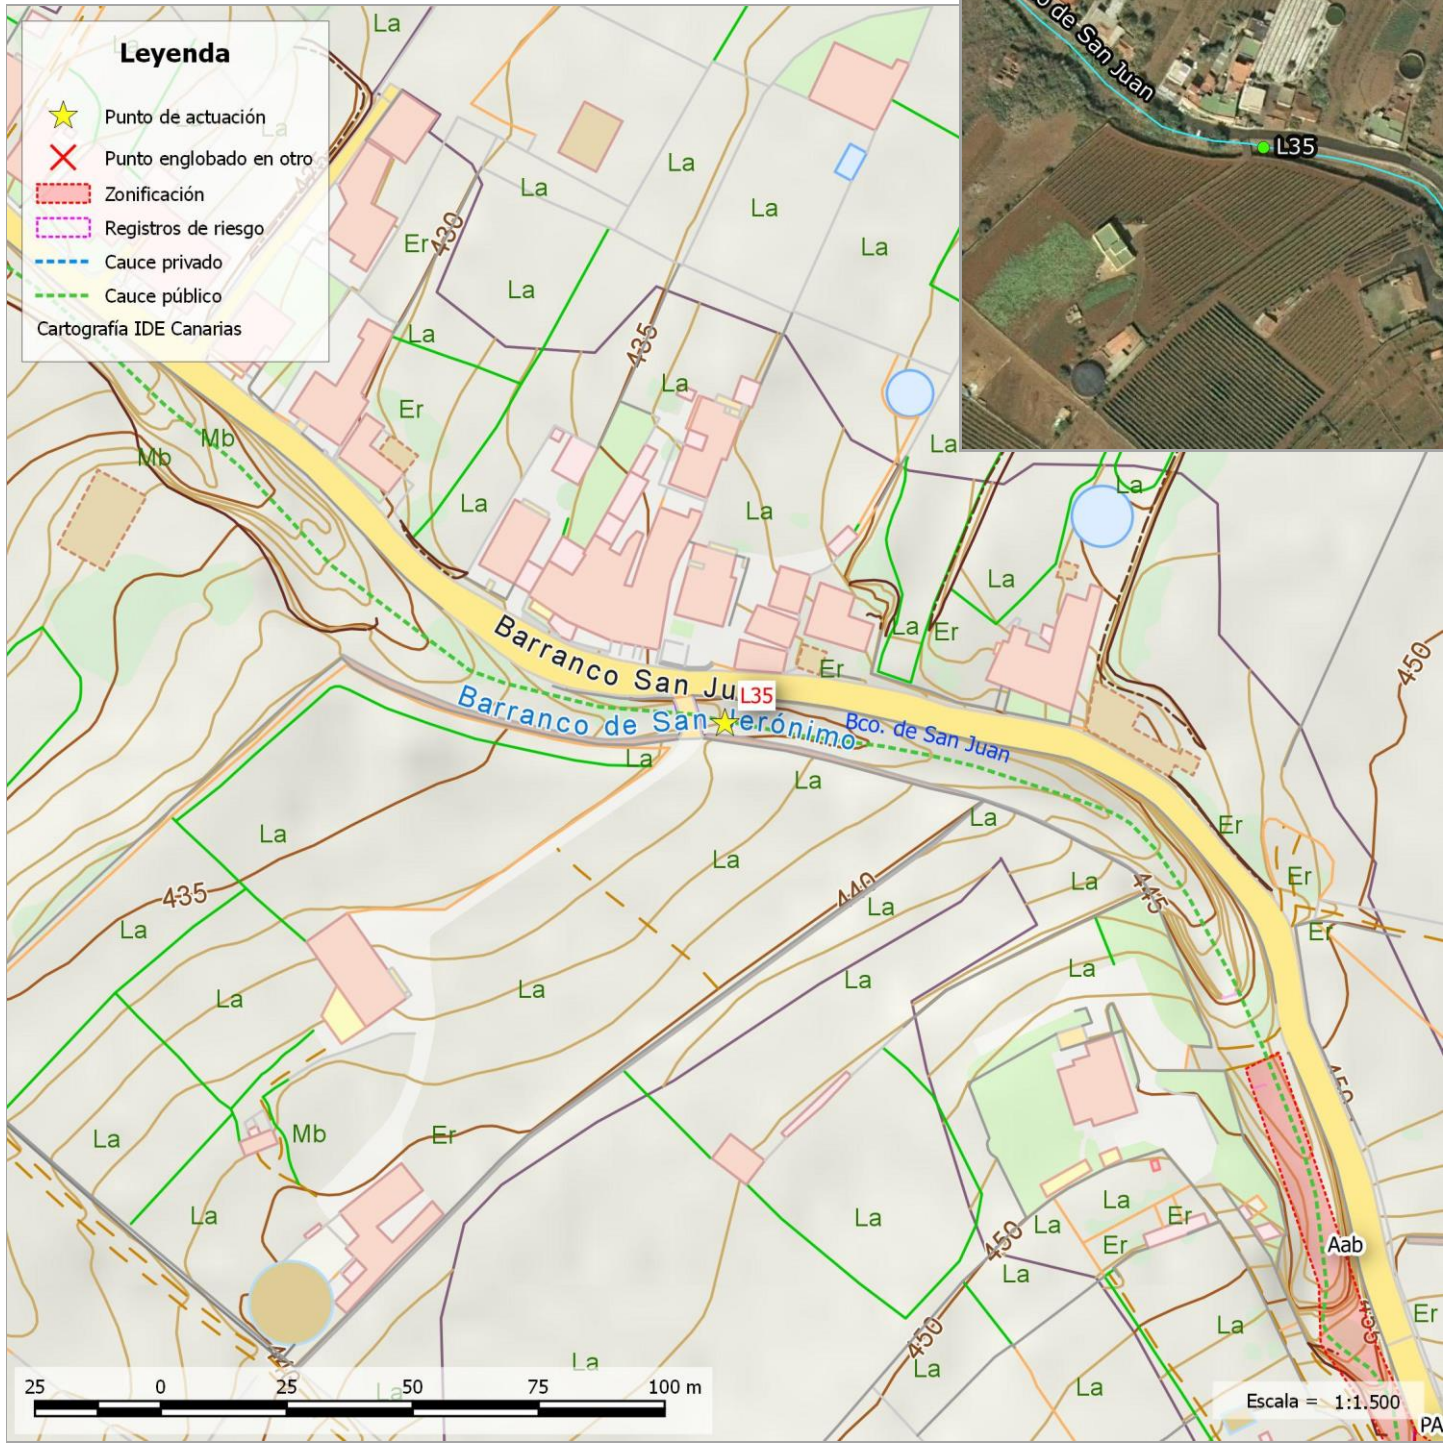 Leyenda
Punto de actuación
Punto englobado en otro
Zonificación
Registros de riesgo
Cauce privado
Cauce público
Cartografía IDE Canarias
o de San Juan
L35
La
La
La
La
La
Er
430
La
La
La
435
La
Er
Mb
Mb
La
La
La
La
La
La
Er
Er
450
Barranco San Ju
L35
Barranco de San Jerónimo
Bco. de San Juan
La
La
La
La
La
Er
435
440
445
La
La
Er
Er
La
La
La
La
La
La
Mb
Er
450
La
La
La
La
Er
Er
450
La
Aab
455
Er
La
450
La
La
La
La
25 0 25 50 75 100 m
Escala = 1:1.500
PA